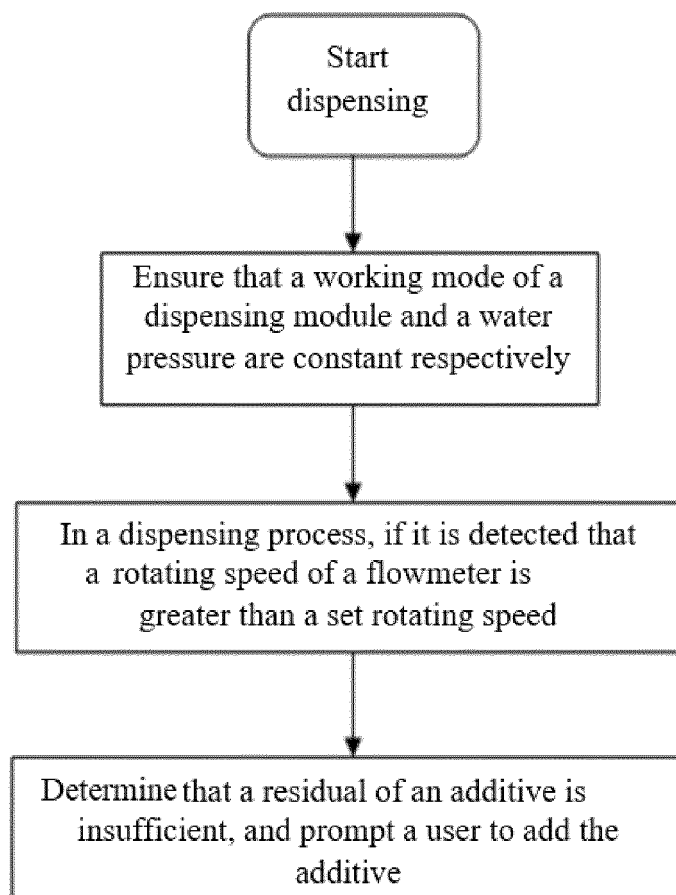 Start
dispensing
Ensure that a working mode of a
dispensing module and a water
pressure are constant respectively
In a dispensing process, if it is detected that
a rotating speed of a flowmeter is
greater than a set rotating speed
Determine that a residual of an additive is
insufficient, and prompt a user to add the
additive